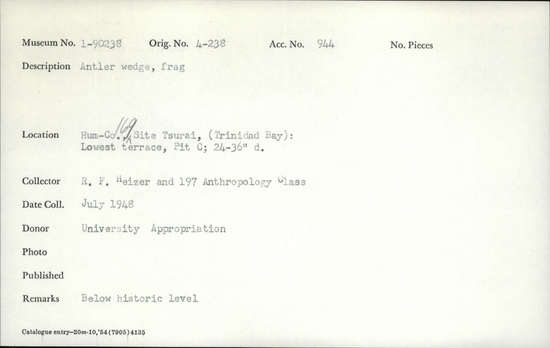 Museum No. 1-90238 Orig. No. 4-238 Acc. No. 944 No. Pieces
Description Antler wedge, frag
Location Hum-Co. 169 Site Tsurai, (Trinidad Bay):
Lowest terrace, Pit C; 24-36" d.
Collector R. F. Heizer and 197 Anthropology Class
Date Coll. July 1948
Donor University Appropriation
Photo
Published
Remarks Below historic level
Catalogue entry—20m-10,'54(7905)4135